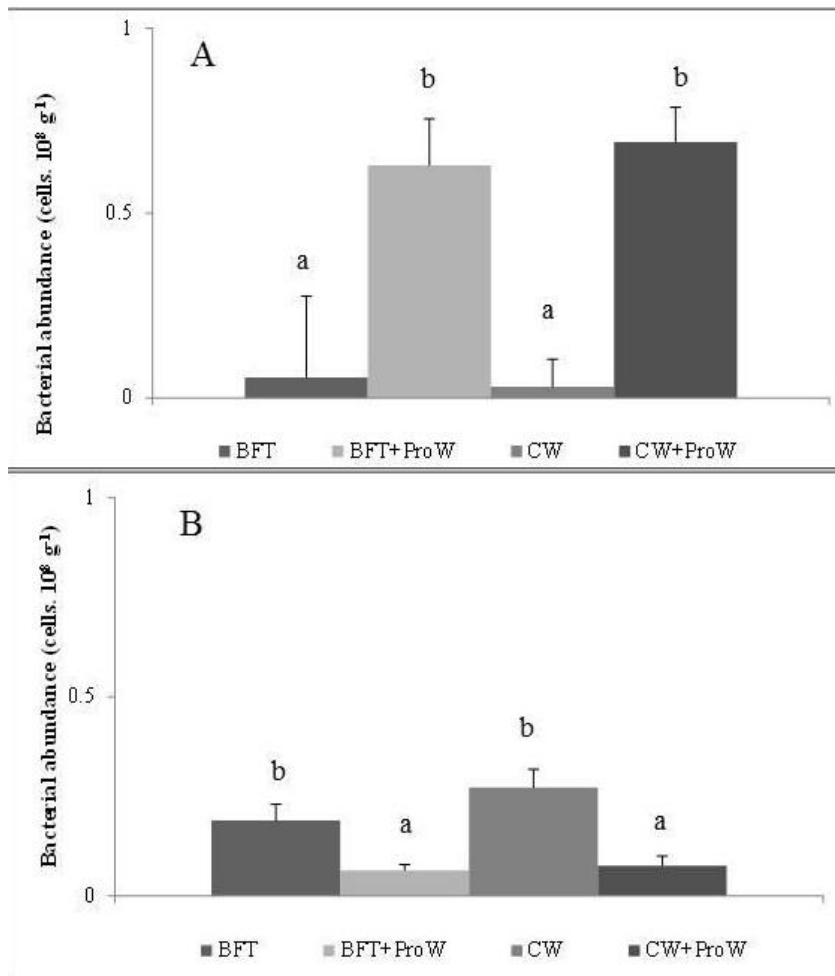 A
Bacterial abundance (cells. 10⁸ g⁻¹)
1
0.5
0
a
b
a
b
BFT BFT+ProW CW CW+ProW
B
Bacterial abundance (cells. 10⁸ g⁻¹)
1
0.5
0
b
a
b
a
BFT BFT+ProW CW CW+ProW